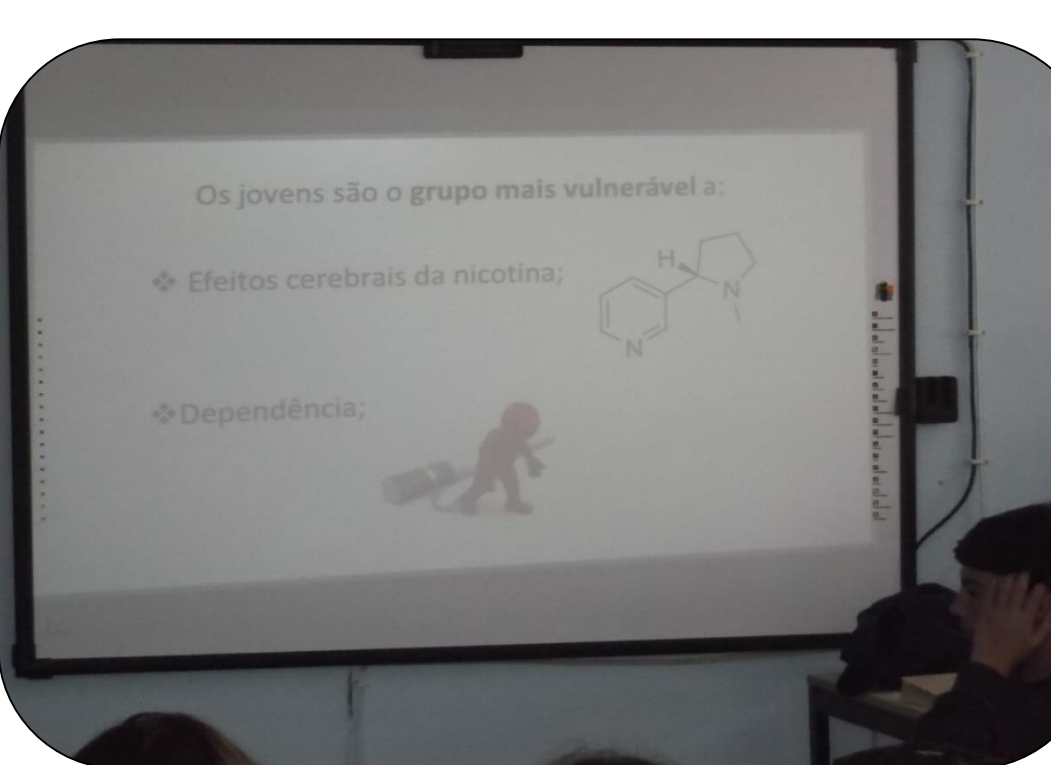 Os jovens são o grupo mais vulnerável a:
❖ Efeitos cerebrais da nicotina;
H
N
N
❖Dependência;